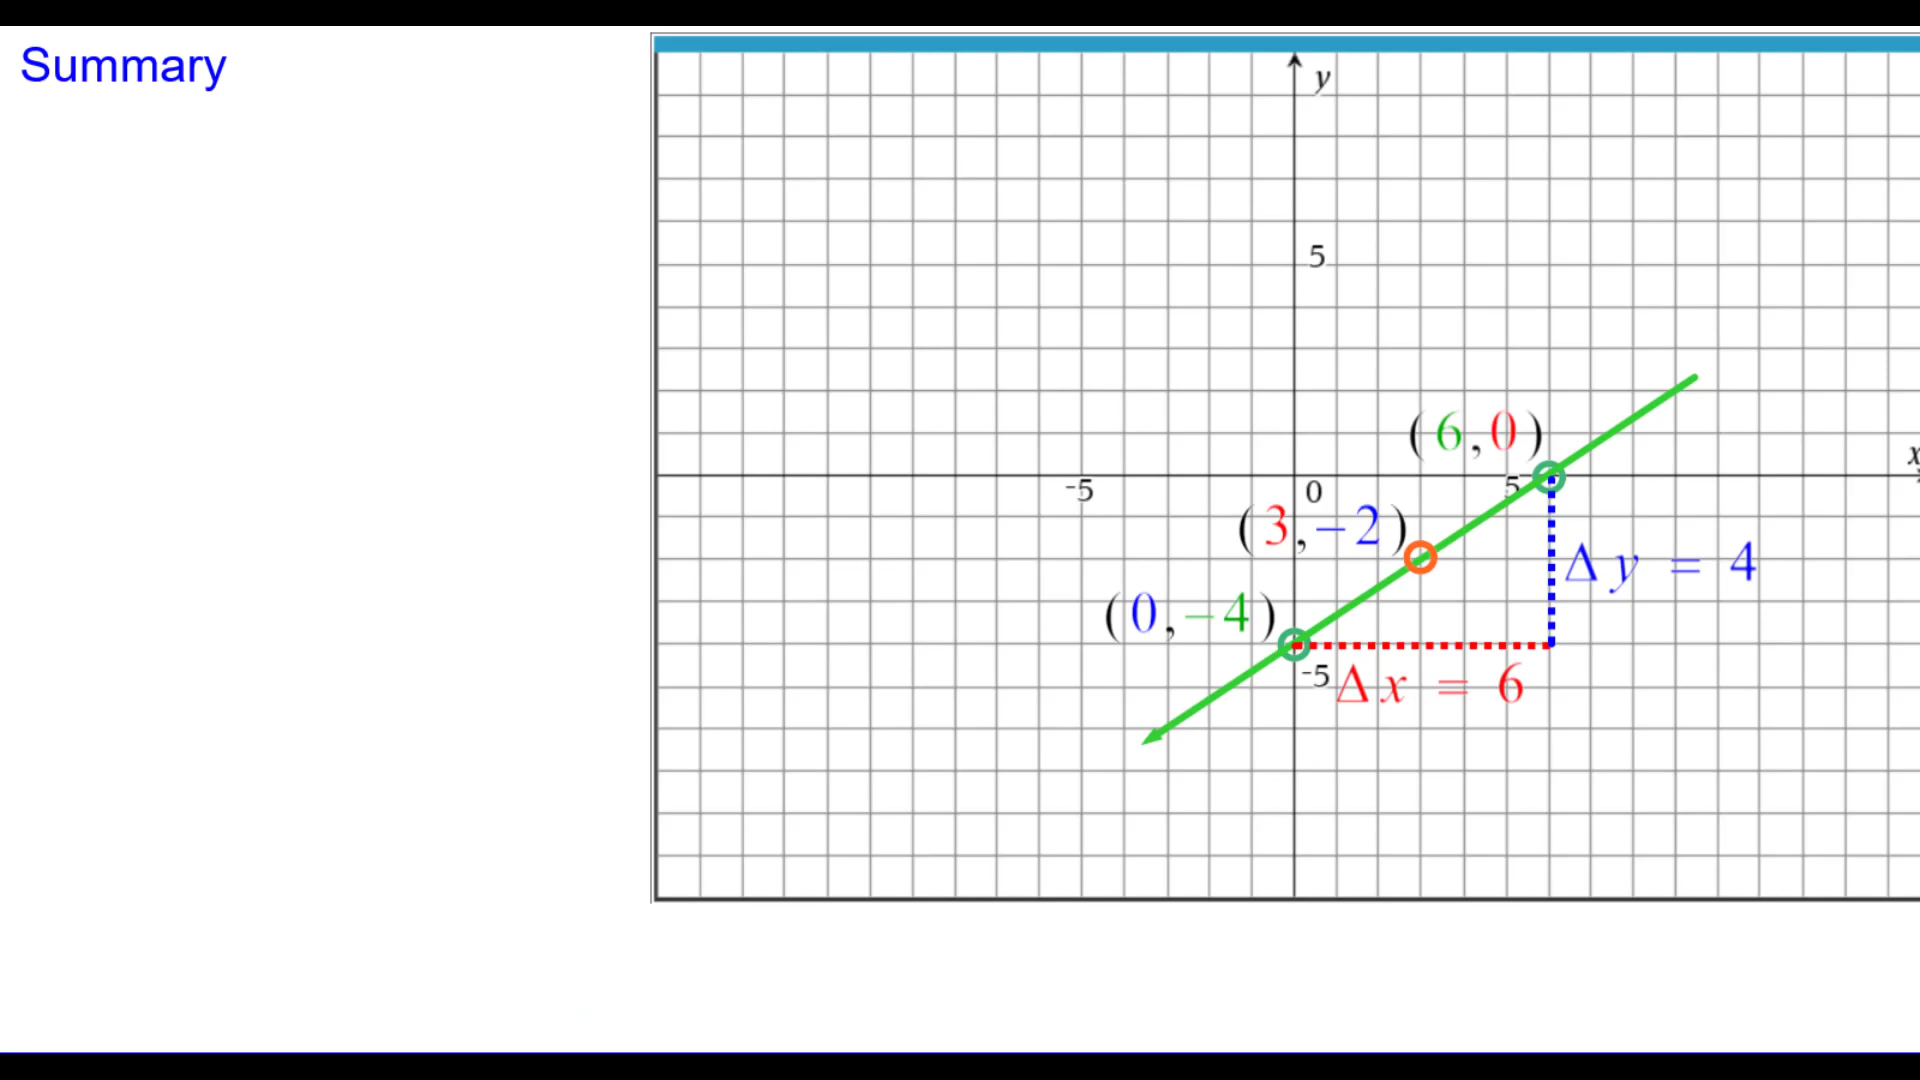 Summary
y
5
(6,0)
x
-5
0
5
(3,−2)
Δy = 4
(0,−4)
-5
Δx = 6